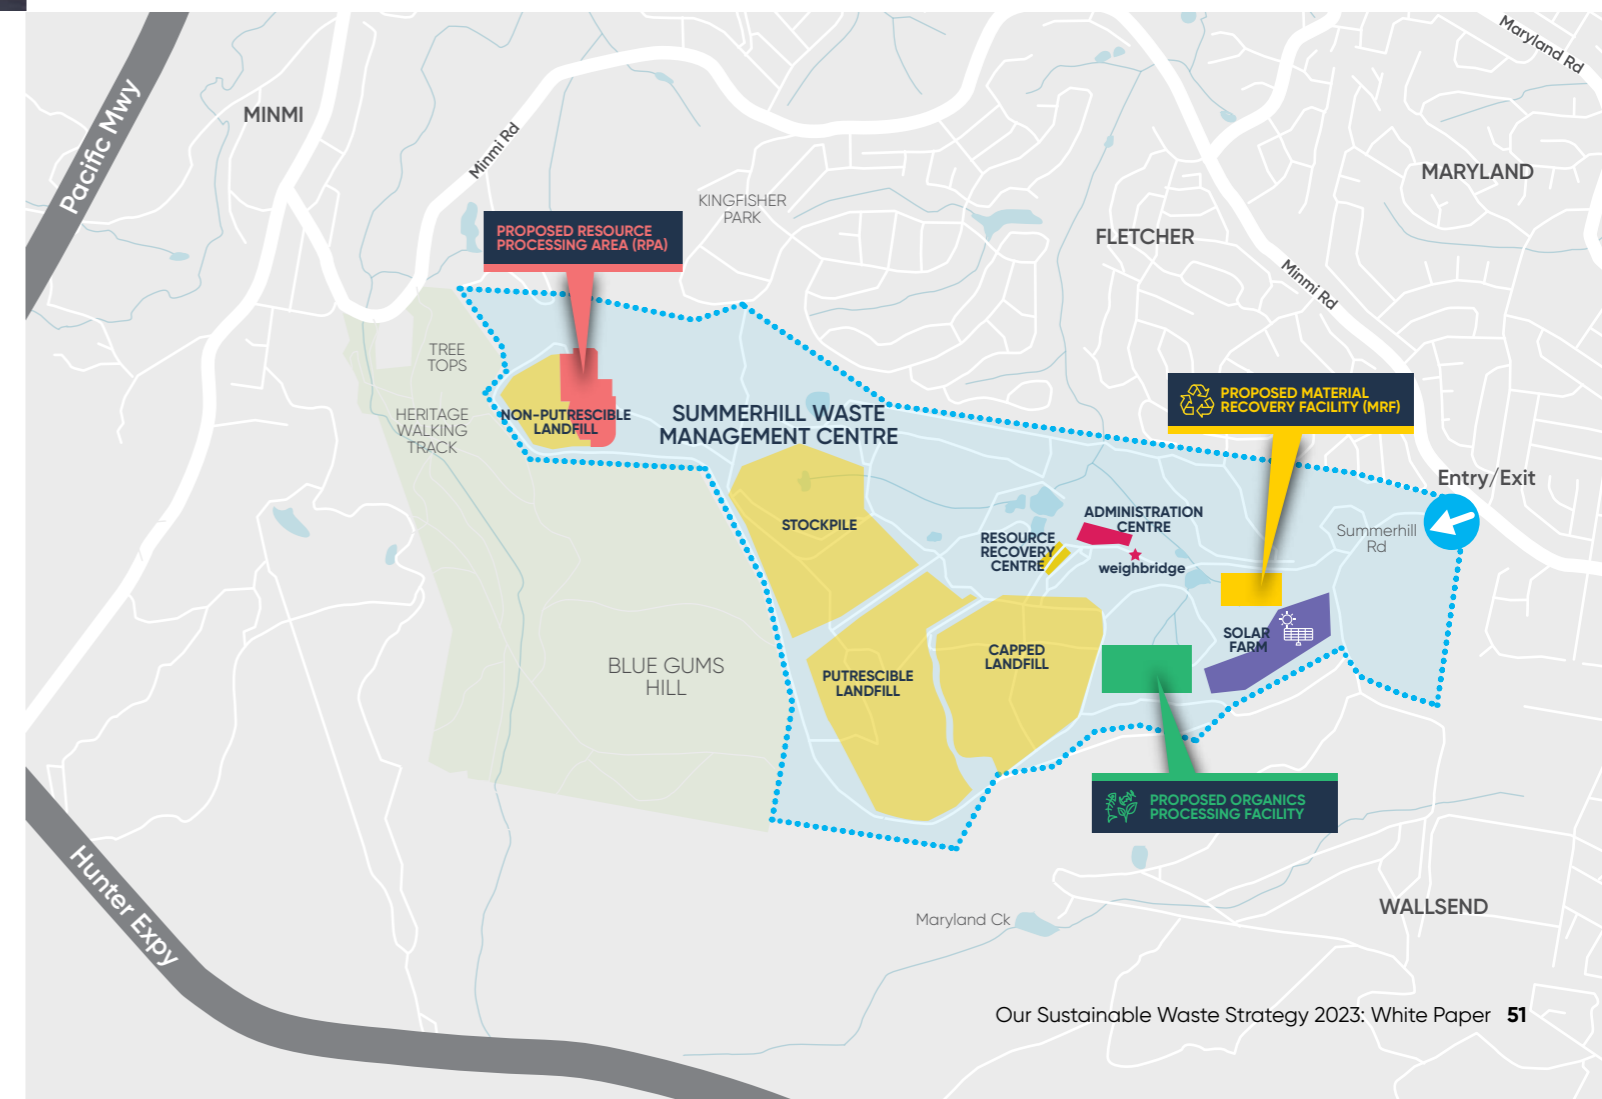 Maryland Rd
Pacific Mwy
MINMI
Minmi Rd
MARYLAND
KINGFISHER
PARK
PROPOSED RESOURCE
PROCESSING AREA (RPA)
FLETCHER
Minmi Rd
TREE
TOPS
PROPOSED MATERIAL
RECOVERY FACILITY (MRF)
HERITAGE
WALKING
TRACK
NON-PUTRESCIBLE
LANDFILL
SUMMERHILL WASTE
MANAGEMENT CENTRE
Entry/Exit
STOCKPILE
ADMINISTRATION
CENTRE
RESOURCE
RECOVERY
CENTRE
weighbridge
Summerhill
Rd
SOLAR
FARM
BLUE GUMS
HILL
CAPPED
LANDFILL
PUTRESCIBLE
LANDFILL
PROPOSED ORGANICS
PROCESSING FACILITY
Hunter Expy
Maryland Ck
WALLSEND
Our Sustainable Waste Strategy 2023: White Paper 51